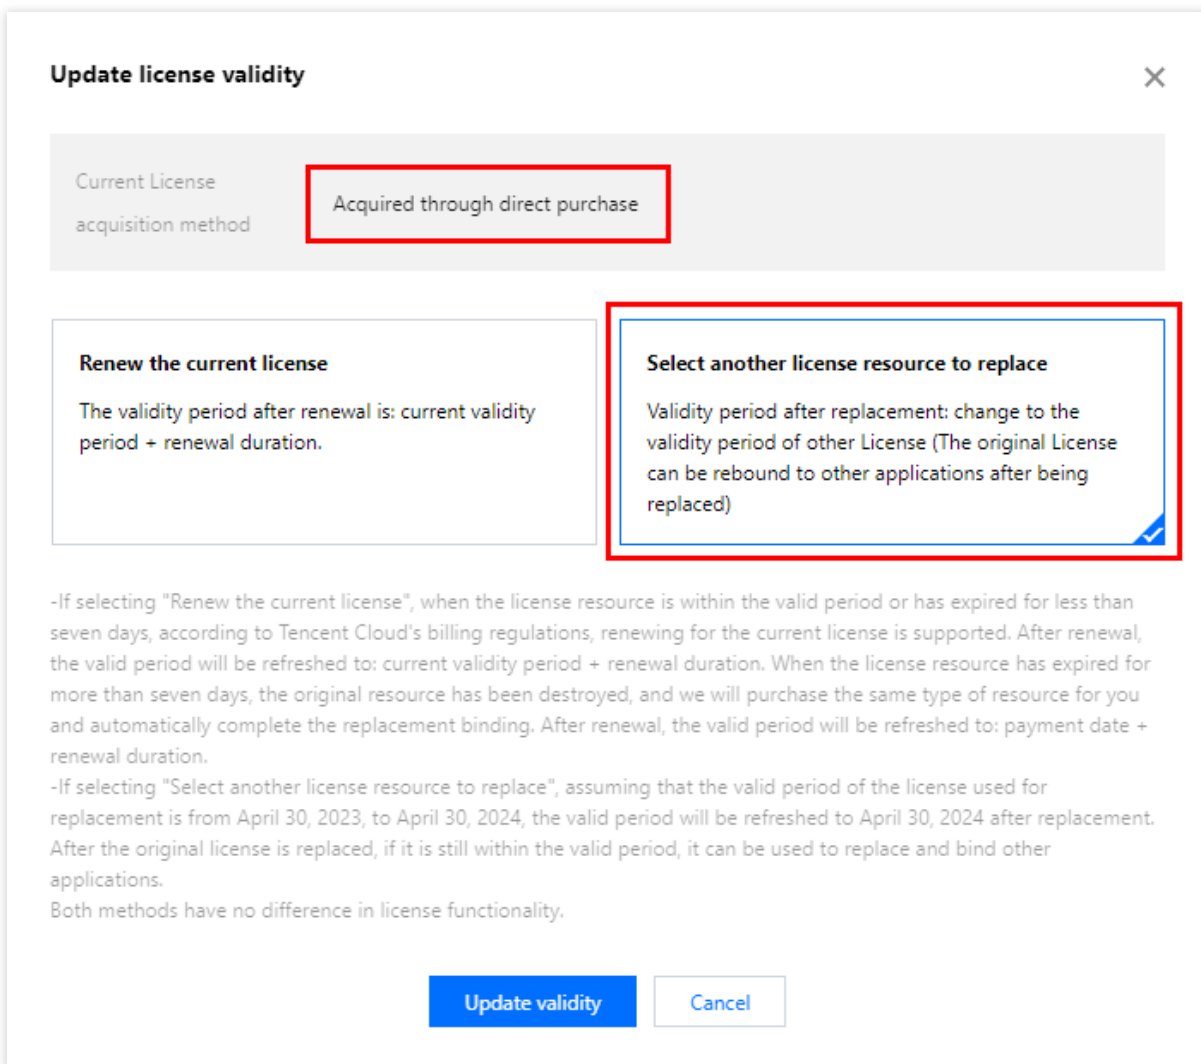 Update license validity
Current License
acquisition method
Acquired through direct purchase
Renew the current license
The validity period after renewal is: current validity
period + renewal duration.
Select another license resource to replace
Validity period after replacement: change to the
validity period of other License (The original License
can be rebound to other applications after being
replaced)
-If selecting "Renew the current license", when the license resource is within the valid period or has expired for less than
seven days, according to Tencent Cloud's billing regulations, renewing for the current license is supported. After renewal,
the valid period will be refreshed to: current validity period + renewal duration. When the license resource has expired for
more than seven days, the original resource has been destroyed, and we will purchase the same type of resource for you
and automatically complete the replacement binding. After renewal, the valid period will be refreshed to: payment date +
renewal duration.
-If selecting "Select another license resource to replace", assuming that the valid period of the license used for
replacement is from April 30, 2023, to April 30, 2024, the valid period will be refreshed to April 30, 2024 after replacement.
After the original license is replaced, if it is still within the valid period, it can be used to replace and bind other
applications.
Both methods have no difference in license functionality.
Update validity
Cancel